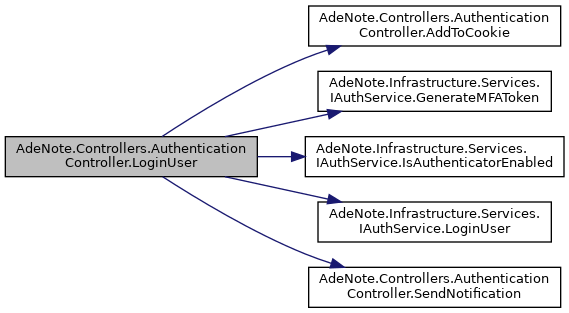 AdeNote.Controllers.Authentication
Controller.LoginUser
AdeNote.Controllers.Authentication
Controller.AddToCookie
AdeNote.Infrastructure.Services.
IAuthService.GenerateMFAToken
AdeNote.Infrastructure.Services.
IAuthService.IsAuthenticatorEnabled
AdeNote.Infrastructure.Services.
IAuthService.LoginUser
AdeNote.Controllers.Authentication
Controller.SendNotification